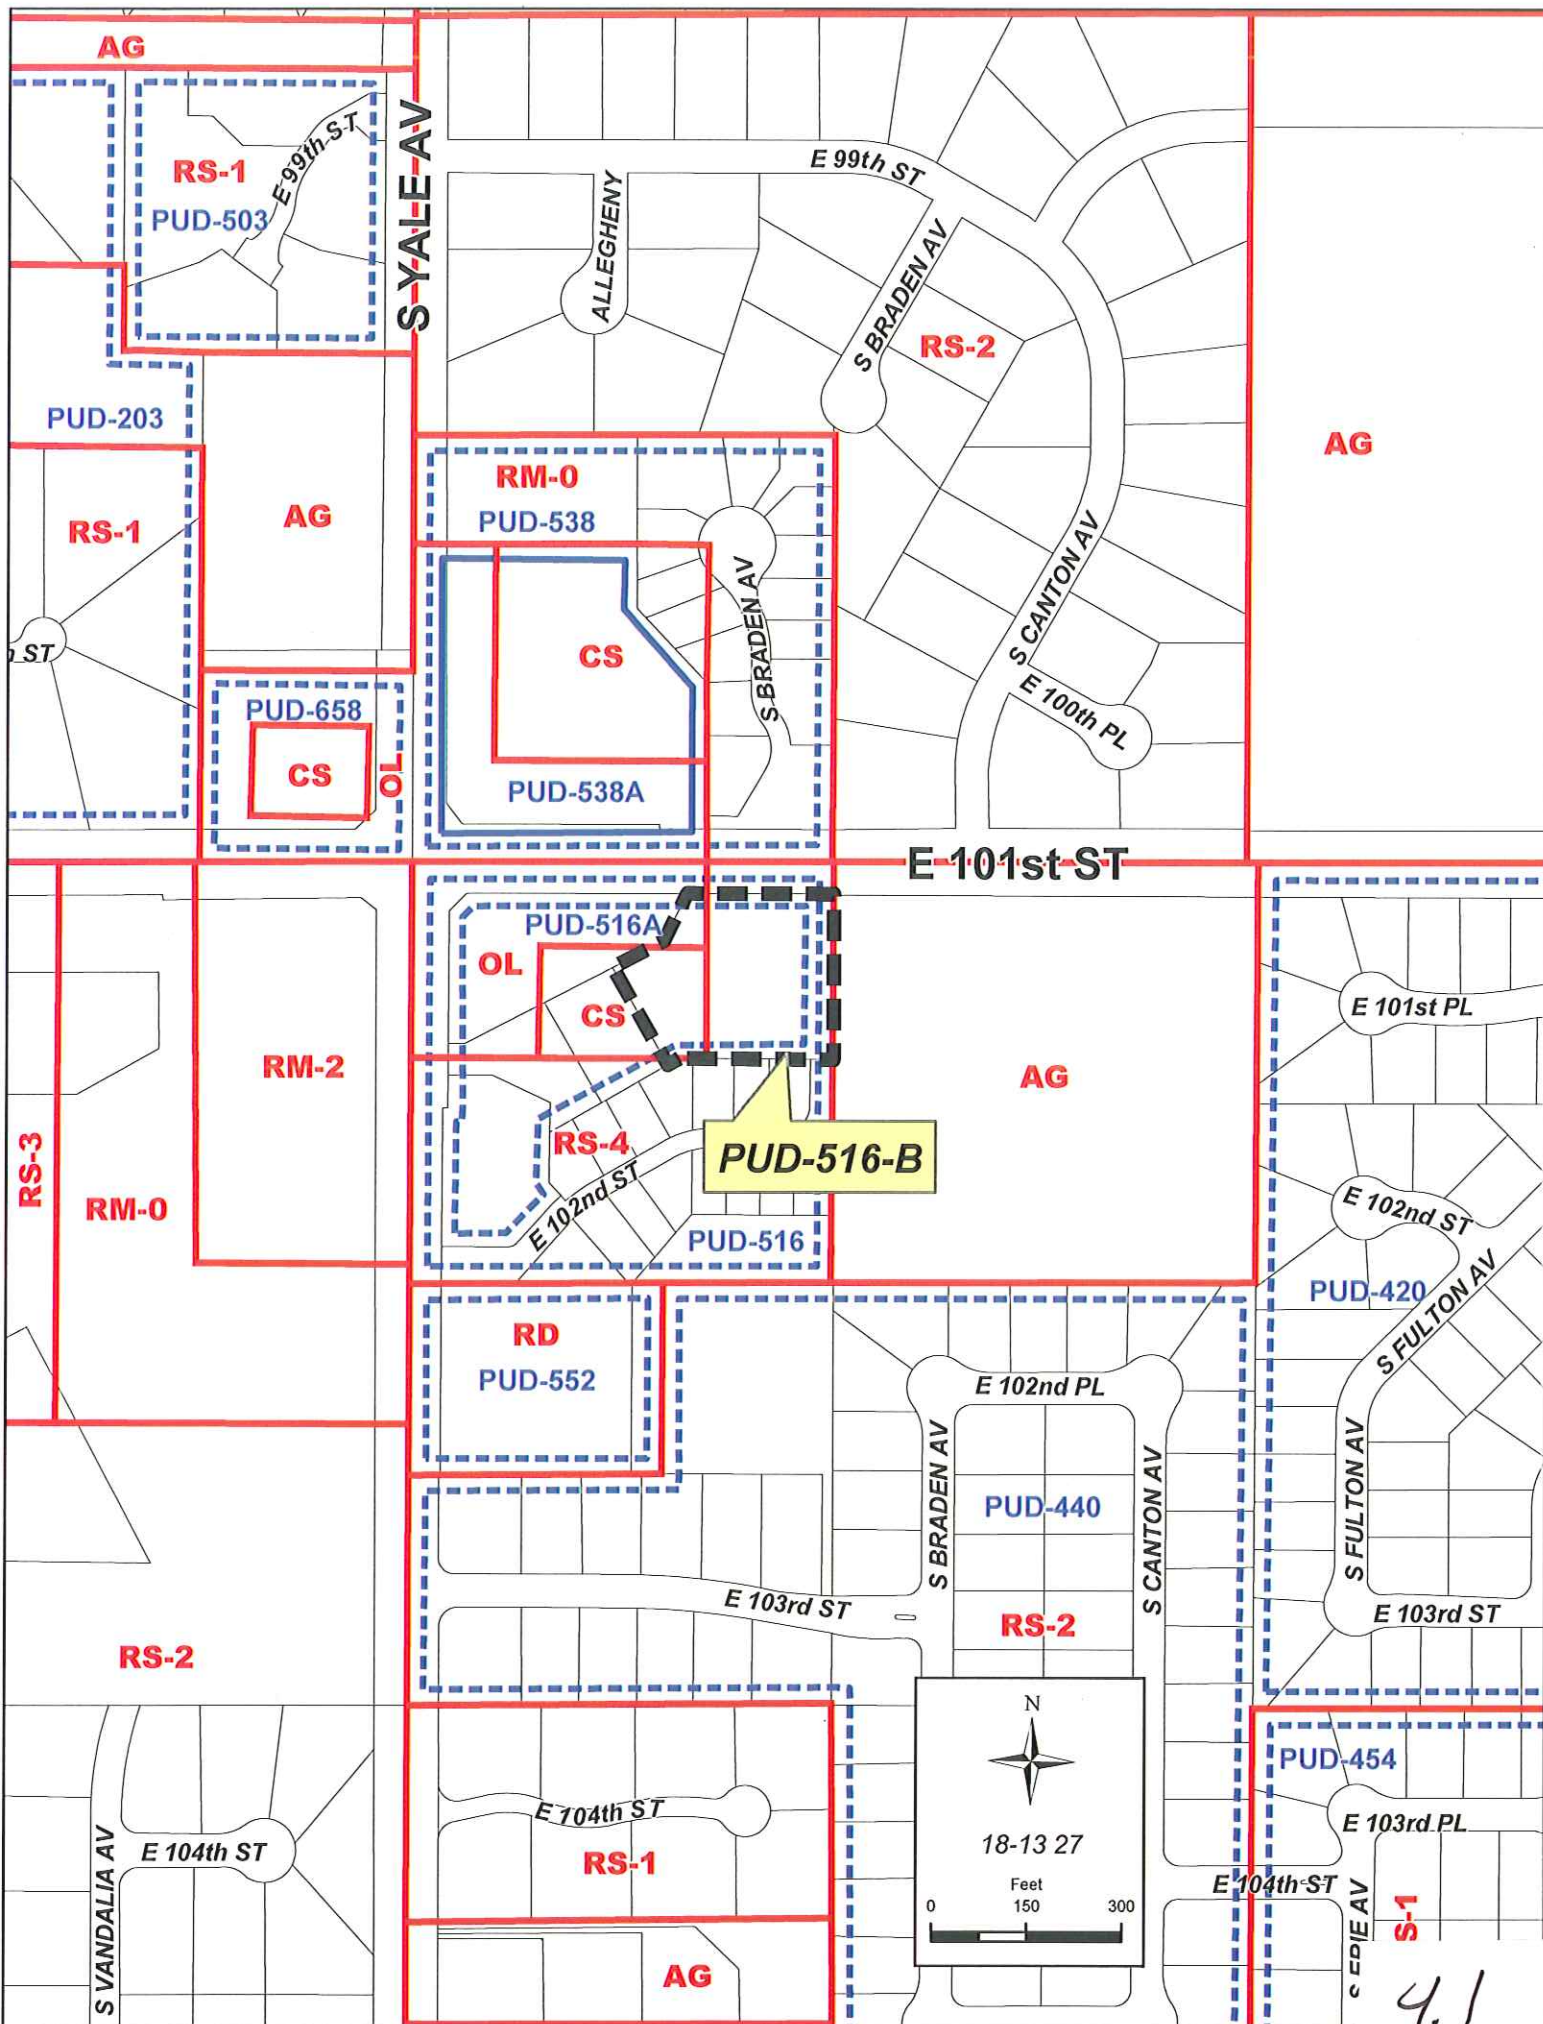 AG
S YALE AV
E 99th ST
RS-1
PUD-503
E 99th ST
ALLEGHENY
S BRADEN AV
RS-2
PUD-203
AG
RM-0
PUD-538
AG
RS-1
S BRADEN AV
S CANTON AV
ST
CS
E 100th PL
PUD-658
CS
OL
PUD-538A
E 101st ST
PUD-516A
OL
CS
E 101st PL
RM-2
AG
RS-3
RS-4
PUD-516-B
RM-0
E 102nd ST
PUD-516
E 102nd ST
PUD-420
S FULTON AV
RD
PUD-552
E 102nd PL
S BRADEN AV
PUD-440
S CANTON AV
S FULTON AV
E 103rd ST
E 103rd ST
RS-2
RS-2
N
PUD-454
E 104th ST
E 103rd PL
S VANDALIA AV
E 104th ST
18-13 27
RS-1
Feet
0 150 300
E 104th ST
S ERIE AV
S-1
AG
4.1